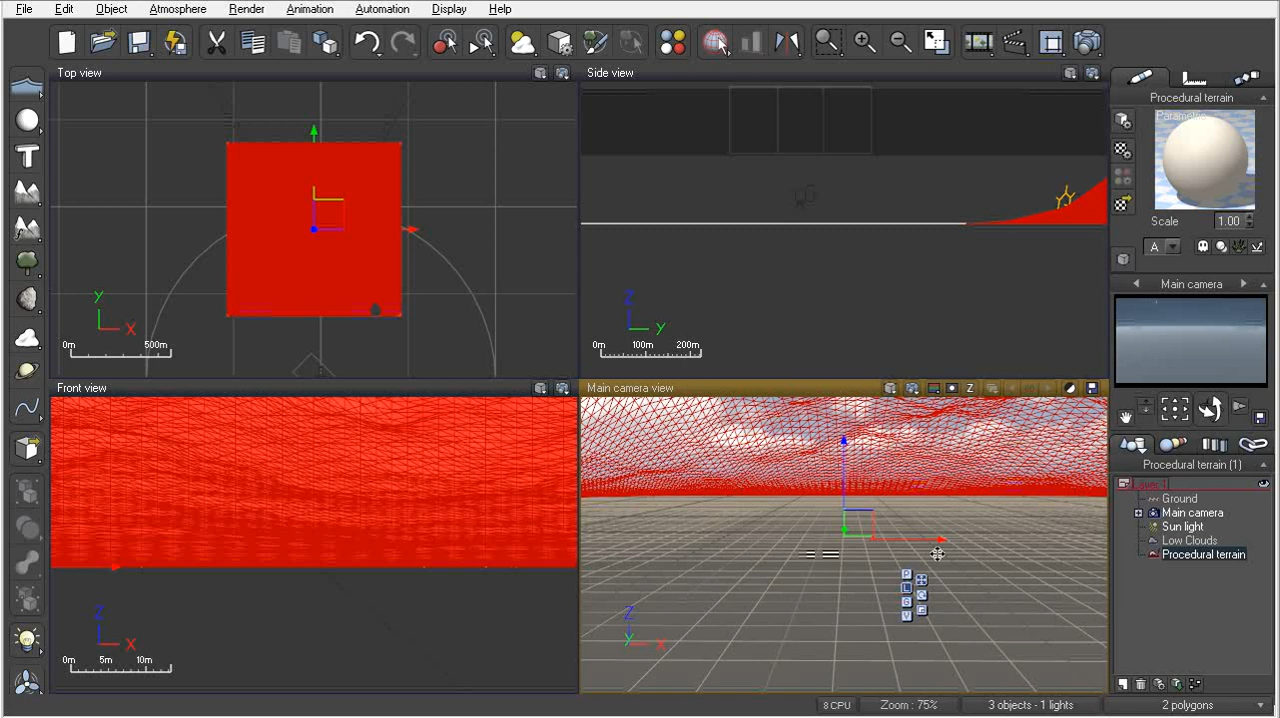 File Edit Object Atmosphere Render Animation Automation Display Help
Top view
Side view
Y
X
0m 500m
Z
Y
0m 100m 200m
Front view
Main camera view
Z
Z
X
0m 5m 10m
P
L
G
V
Z
Y
X
Procedural terrain
Scale 1.00
A
Main camera
Procedural terrain (1)
Layer 1
Ground
Main camera
Sun light
Low Clouds
Procedural terrain
8 CPU
Zoom : 75%
3 objects - 1 lights
2 polygons